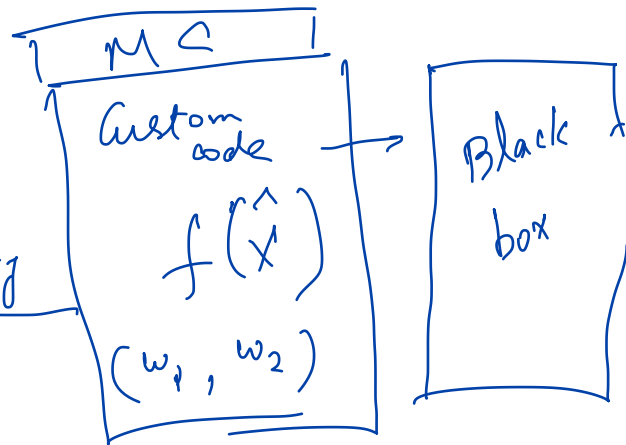 MC
Custom
code
f(x̂)
(w₁, w₂)
Black
box